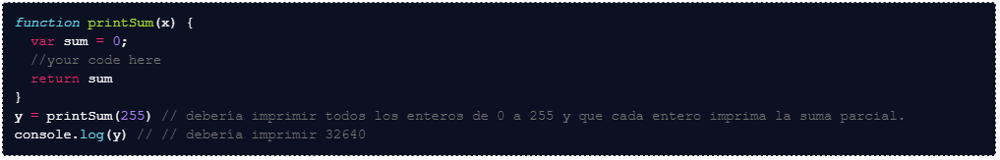 function printSum(x) {
  var sum = 0;
  //your code here
  return sum
}
y = printSum(255) // debería imprimir todos los enteros de 0 a 255 y que cada entero imprima la suma parcial.
console.log(y) // // debería imprimir 32640